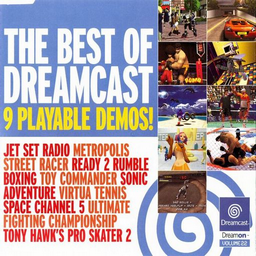 THE BEST OF
DREAMCAST
9 PLAYABLE DEMOS!
JET SET RADIO METROPOLIS
STREET RACER READY 2 RUMBLE
BOXING TOY COMMANDER SONIC
ADVENTURE VIRTUA TENNIS
SPACE CHANNEL 5 ULTIMATE
FIGHTING CHAMPIONSHIP
TONY HAWK'S PRO SKATER 2
Dreamcast
Dreamon
VOLUME 22